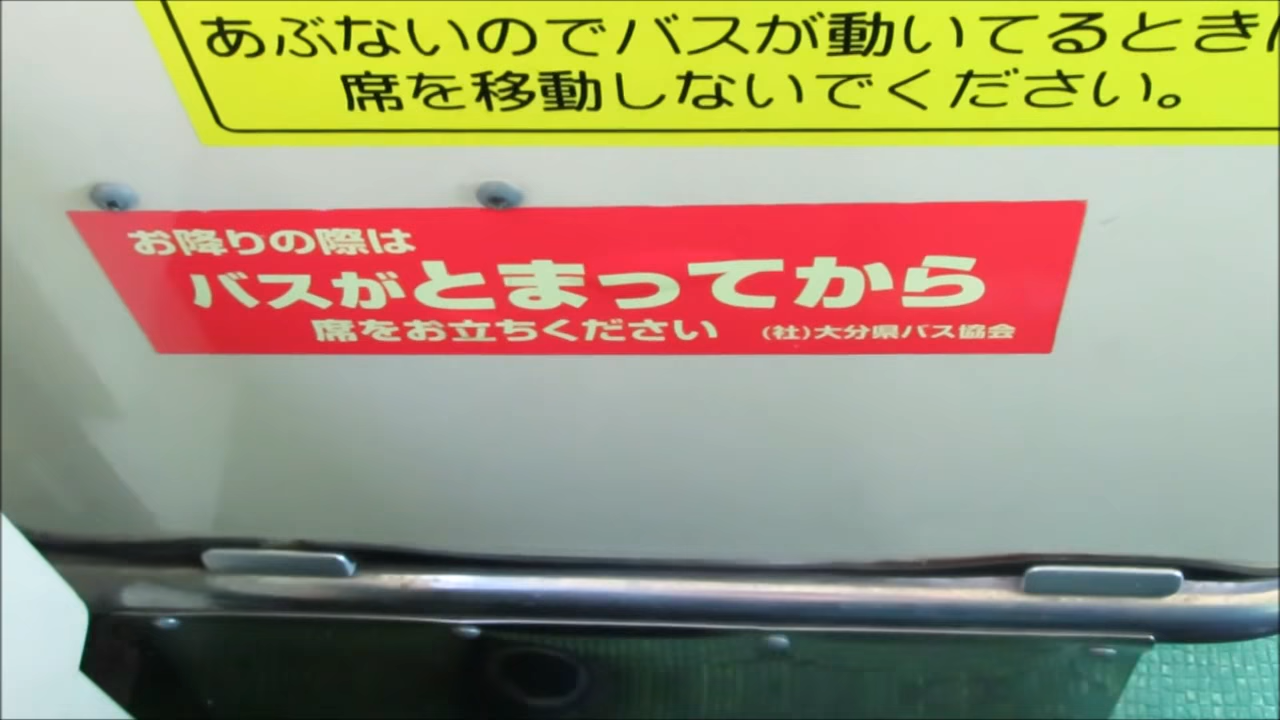 あぶないのでバスが動いてるとき
席を移動しないでください。
お降りの際は
バスがとまってから
席をお立ちください (社)大分県バス協会